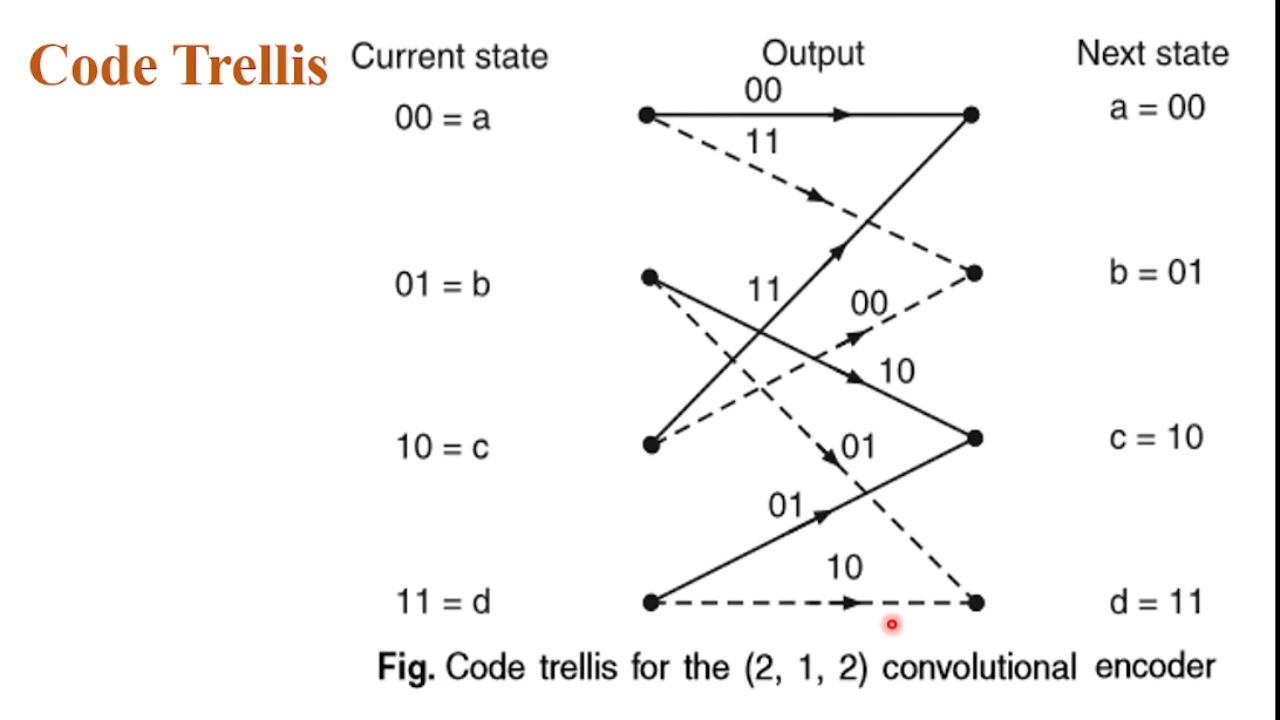 Code Trellis
Current state
Output
Next state
00 = a
00
a = 00
11
01 = b
11
00
b = 01
10
10 = c
01
c = 10
01
11 = d
10
d = 11
Fig. Code trellis for the (2, 1, 2) convolutional encoder